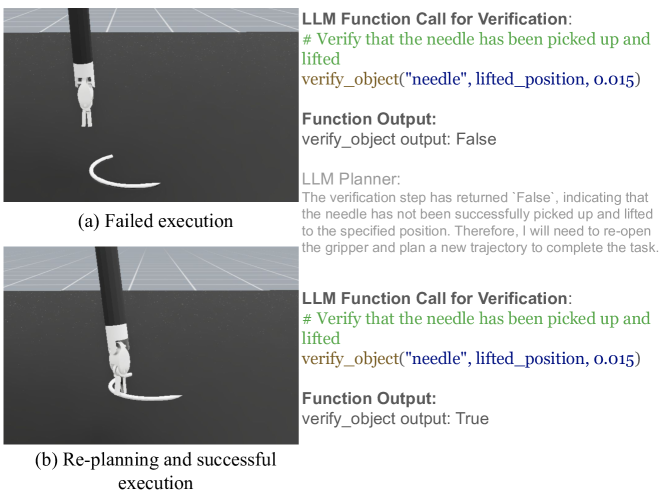 LLM Function Call for Verification:
# Verify that the needle has been picked up and
lifted
verify_object("needle", lifted_position, 0.015)
Function Output:
verify_object output: False
LLM Planner:
The verification step has returned `False`, indicating that
the needle has not been successfully picked up and lifted
to the specified position. Therefore, I will need to re-open
the gripper and plan a new trajectory to complete the task.
(a) Failed execution
LLM Function Call for Verification:
# Verify that the needle has been picked up and
lifted
verify_object("needle", lifted_position, 0.015)
Function Output:
verify_object output: True
(b) Re-planning and successful
execution